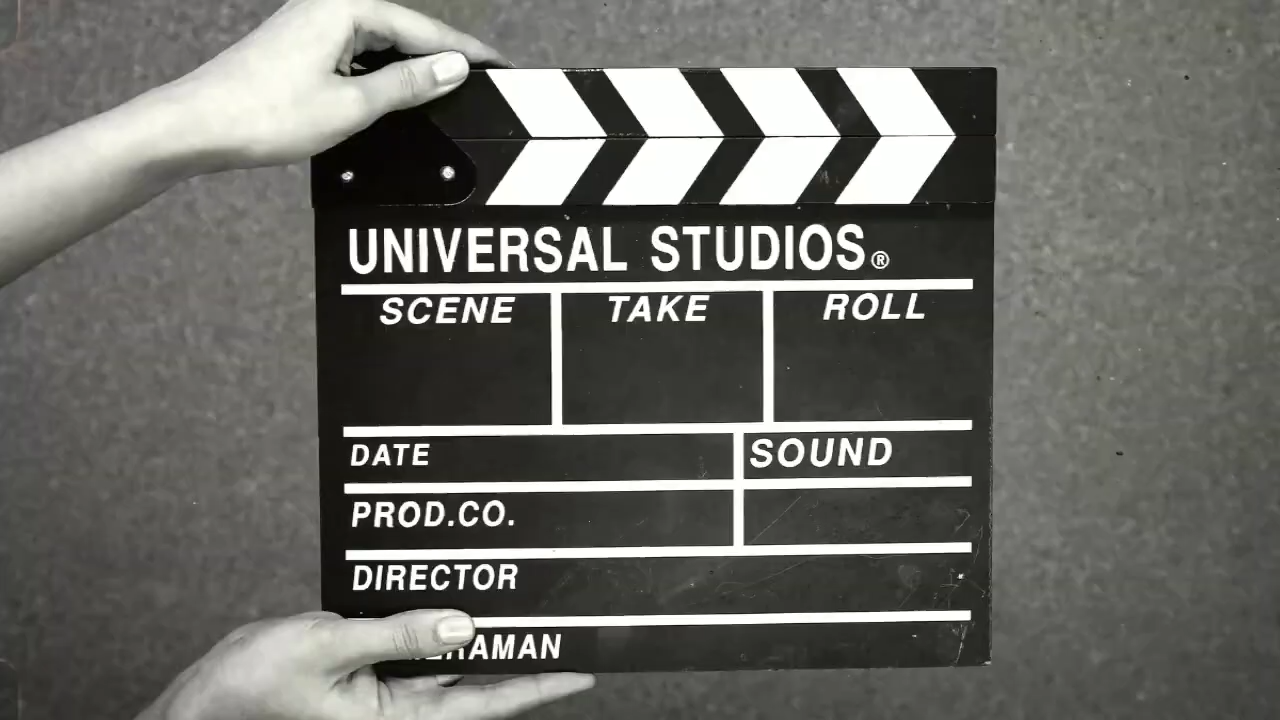 UNIVERSAL STUDIOS®
SCENE TAKE ROLL
DATE SOUND
PROD.CO.
DIRECTOR